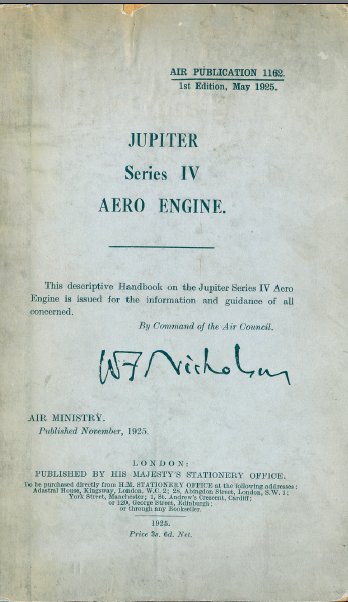 AIR PUBLICATION 1162.
1st Edition, May 1925.
JUPITER
Series IV
AERO ENGINE.
This descriptive Handbook on the Jupiter Series IV Aero
Engine is issued for the information and guidance of all
concerned.
By Command of the Air Council.
WF Nicholson
AIR MINISTRY.
Published November, 1925.
LONDON:
PUBLISHED BY HIS MAJESTY'S STATIONERY OFFICE.
To be purchased directly from H.M. STATIONERY OFFICE at the following addresses:
Adastral House, Kingsway, London, W.C. 2; 28, Abingdon Street, London, S.W. 1;
York Street, Manchester; 1, St. Andrew's Crescent, Cardiff;
or 120, George Street, Edinburgh;
or through any Bookseller.
1925.
Price 3s. 6d. Net.